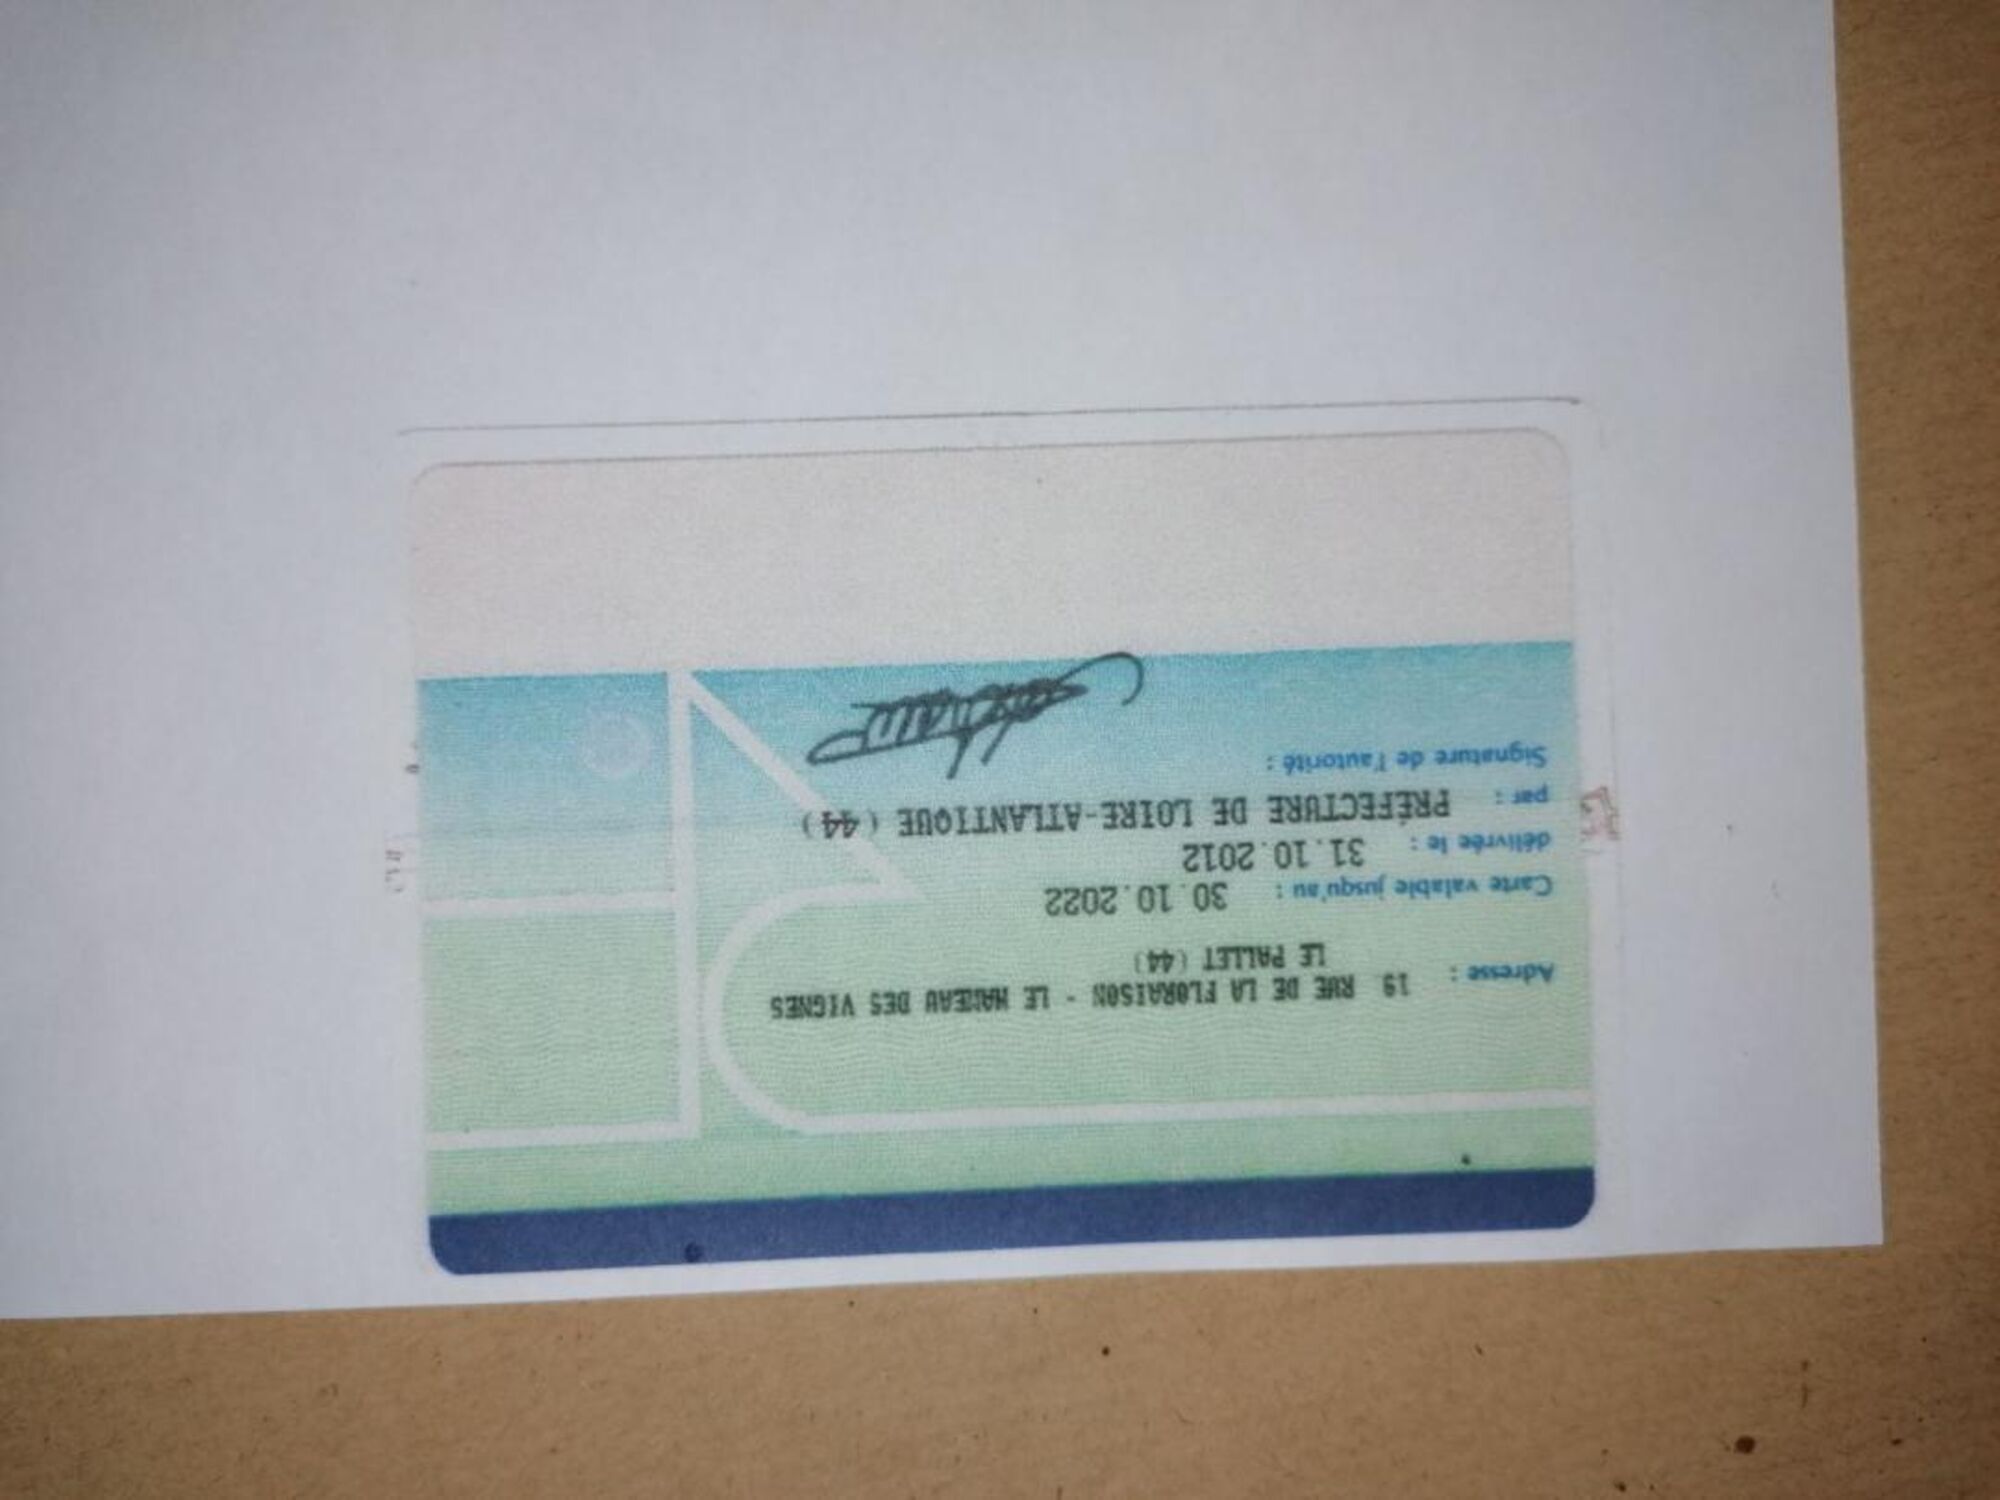 Adresse : 19 RUE DE LA FLORAISON - LE HAMEAU DES VIGNES
LE PALLET (44)
Carte valable jusqu'au : 30.10.2022
délivrée le : 31.10.2012
par : PRÉFECTURE DE LOIRE-ATLANTIQUE (44)
Signature de l'autorité :